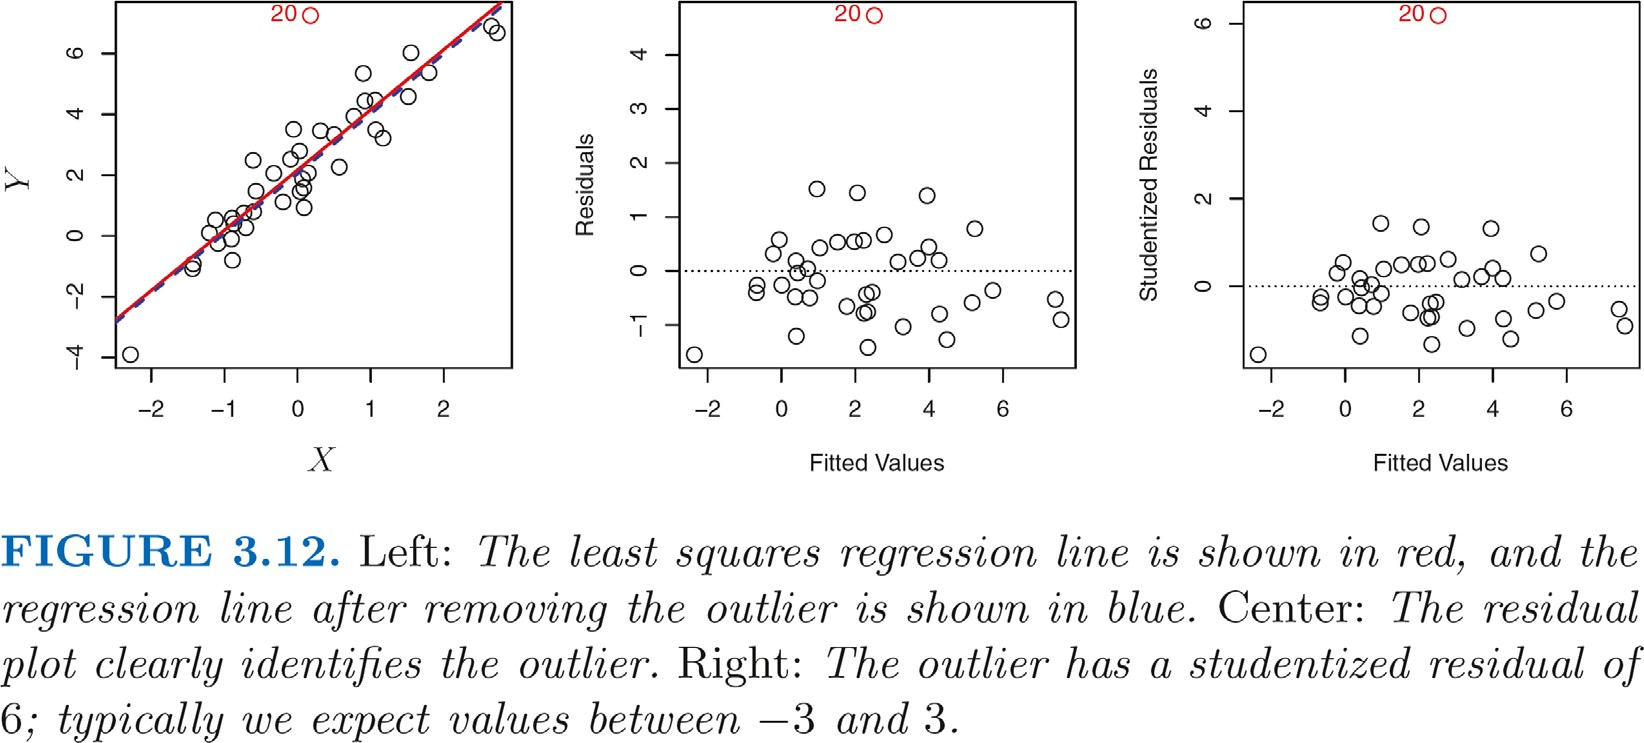 20
20
20
6
4
2
0
−2
−4
Y
−2 −1 0 1 2
X
4
3
2
1
0
−1
Residuals
−2 0 2 4 6
Fitted Values
6
4
2
0
Studentized Residuals
−2 0 2 4 6
Fitted Values
FIGURE 3.12. Left: The least squares regression line is shown in red, and the
regression line after removing the outlier is shown in blue. Center: The residual
plot clearly identifies the outlier. Right: The outlier has a studentized residual of
6; typically we expect values between −3 and 3.